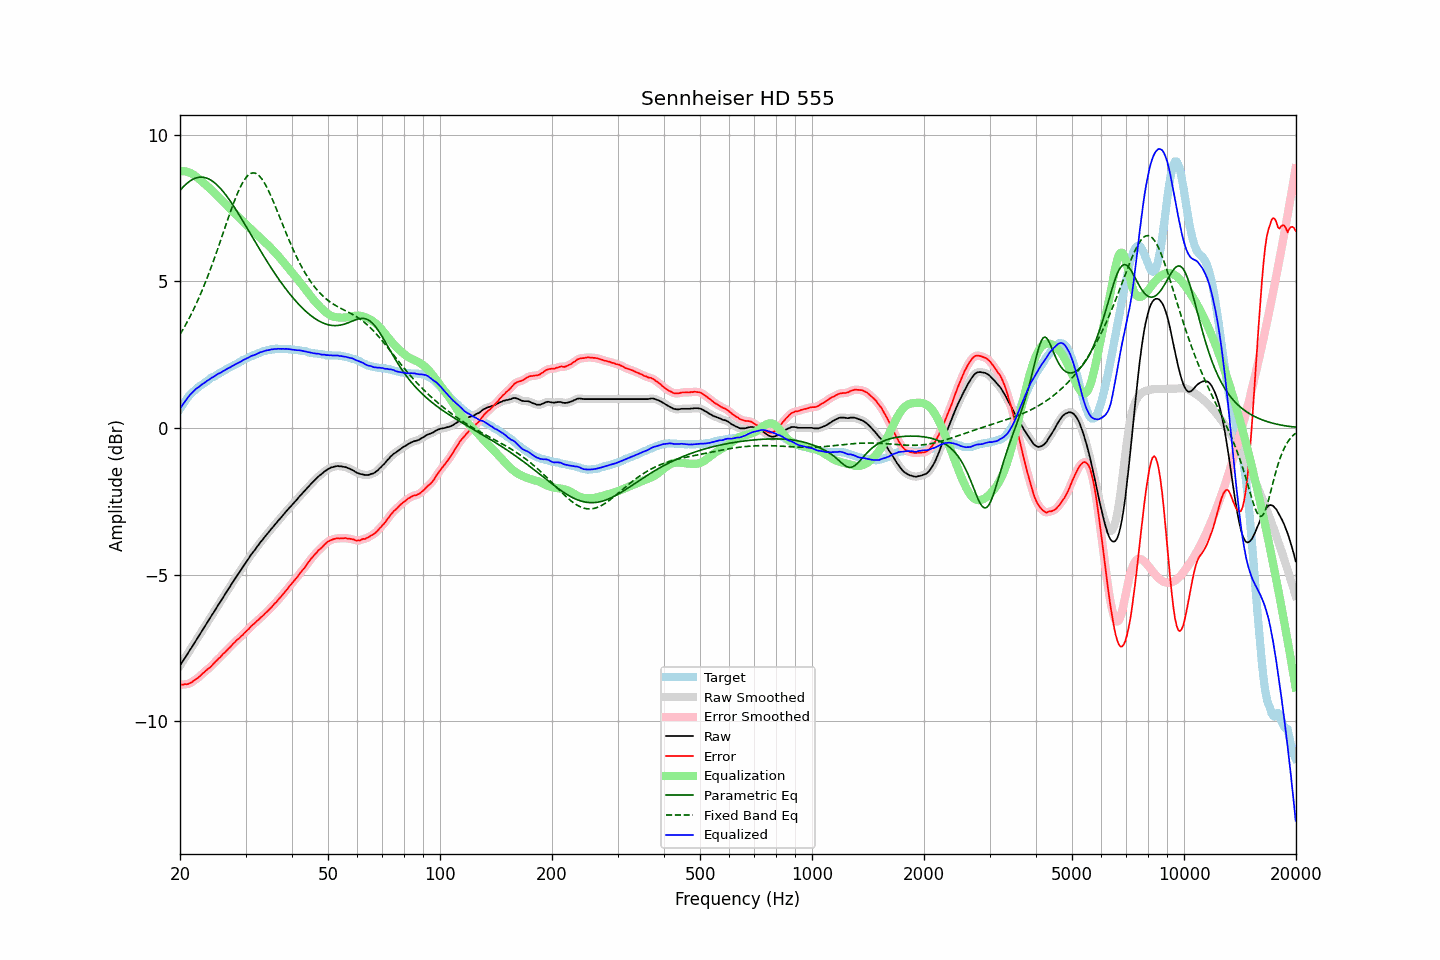 Sennheiser HD 555
Amplitude (dBr)
10
5
0
−5
−10
Target
Raw Smoothed
Error Smoothed
Raw
Error
Equalization
Parametric Eq
Fixed Band Eq
Equalized
20 50 100 200 500 1000 2000 5000 10000 20000
Frequency (Hz)